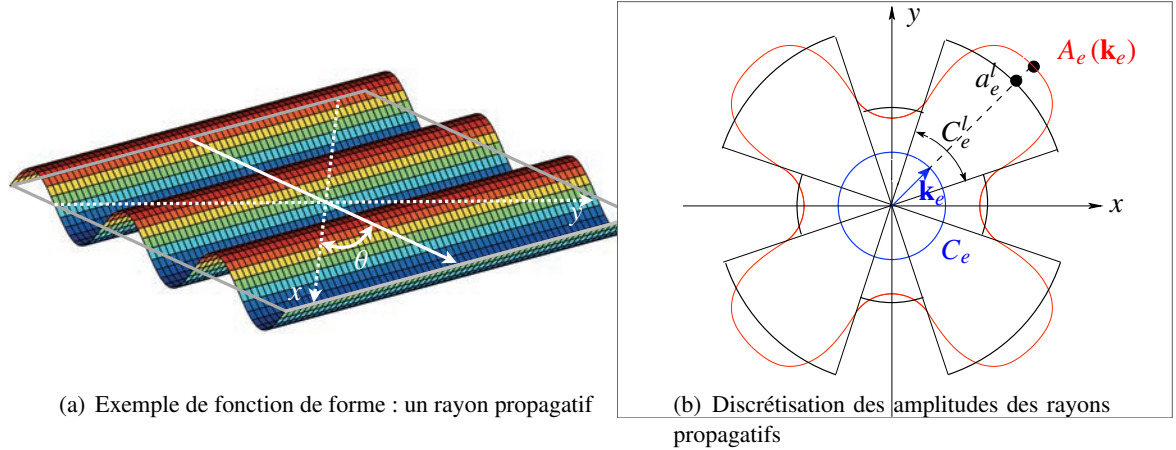 y
θ
x
(a) Exemple de fonction de forme : un rayon propagatif
y
A_e(k_e)
a_e^l
C_e^l
k_e
x
C_e
(b) Discrétisation des amplitudes des rayons
propagatifs